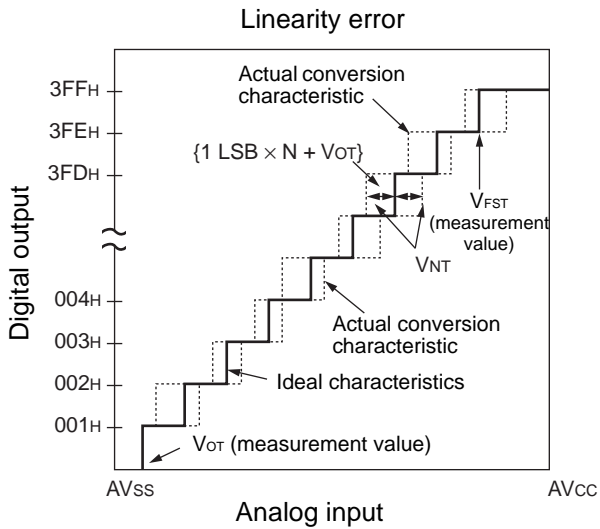 Linearity error
Actual conversion
characteristic
3FFH
3FEH
{1 LSB × N + VOT}
3FDH
VFST
(measurement
value)
VNT
Digital output
004H
Actual conversion
characteristic
003H
Ideal characteristics
002H
001H
VOT (measurement value)
AVSS
AVCC
Analog input